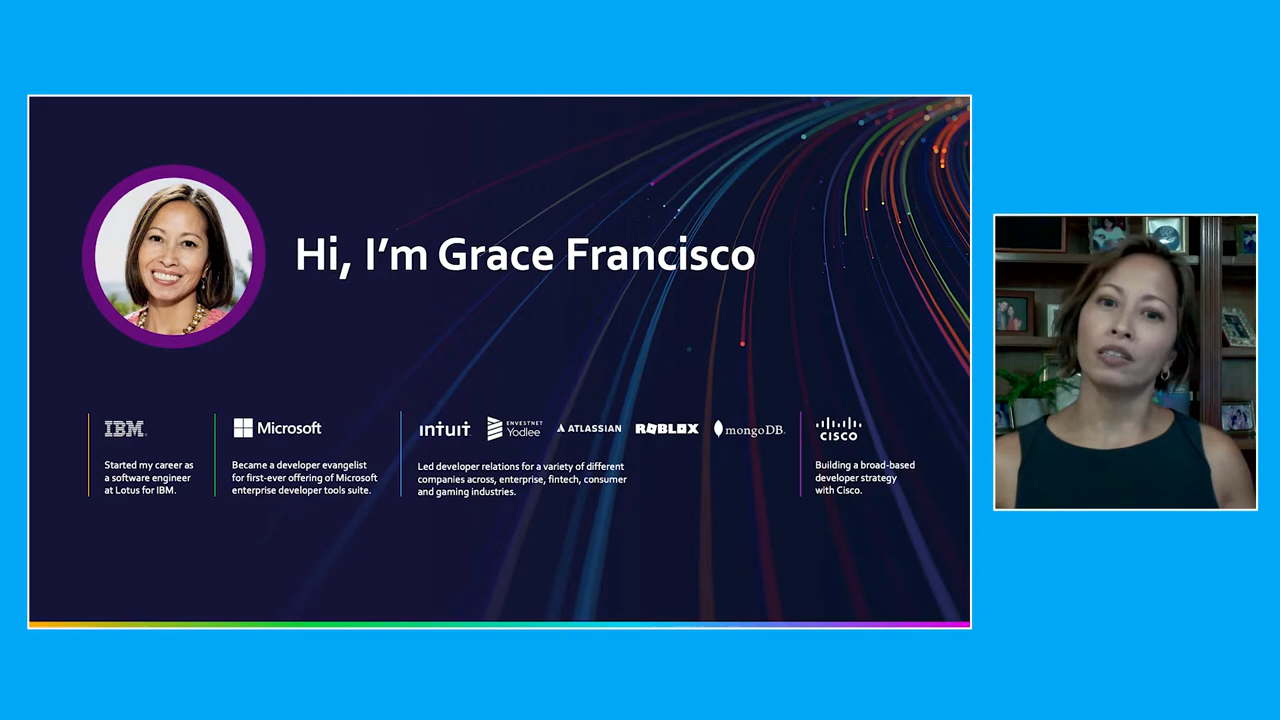 Hi, I'm Grace Francisco
IBM
Microsoft
intuit
ENVESTNET
Yodlee
ATLASSIAN
ROBLOX
mongoDB.
CISCO
Started my career as
a software engineer
at Lotus for IBM.
Became a developer evangelist
for first-ever offering of Microsoft
enterprise developer tools suite.
Led developer relations for a variety of different
companies across, enterprise, fintech, consumer
and gaming industries.
Building a broad-based
developer strategy
with Cisco.